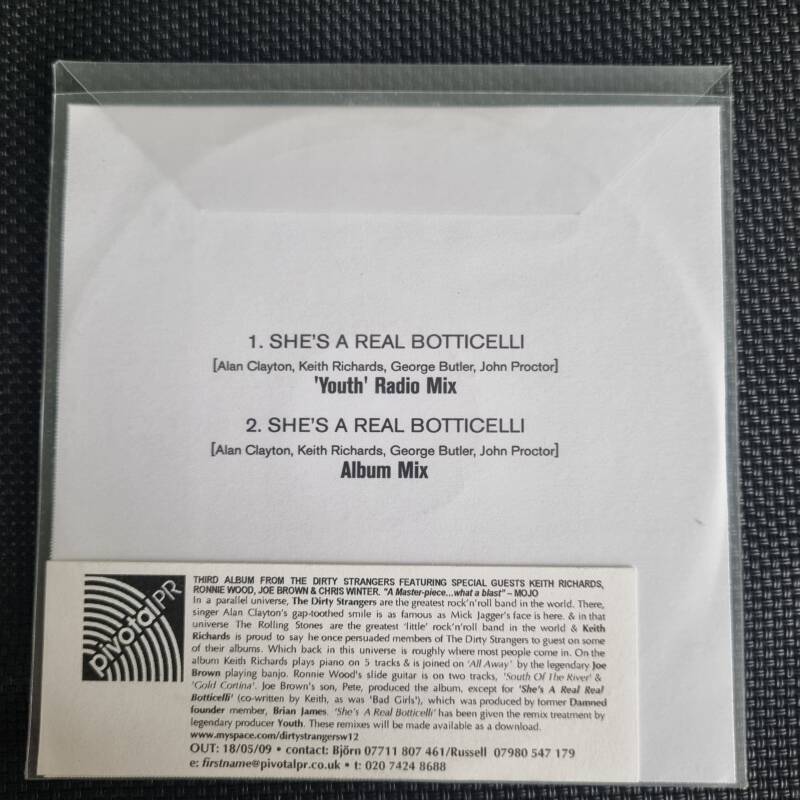 1. SHE'S A REAL BOTTICELLI
[Alan Clayton, Keith Richards, George Butler, John Proctor]
'Youth' Radio Mix
2. SHE'S A REAL BOTTICELLI
[Alan Clayton, Keith Richards, George Butler, John Proctor]
Album Mix
pivotalPR
THIRD ALBUM FROM THE DIRTY STRANGERS FEATURING SPECIAL GUESTS KEITH RICHARDS,
RONNIE WOOD, JOE BROWN & CHRIS WINTER. "A Master-piece...what a blast" – MOJO
In a parallel universe, The Dirty Strangers are the greatest rock'n'roll band in the world. There,
singer Alan Clayton's gap-toothed smile is as famous as Mick Jagger's face is here. & in that
universe The Rolling Stones are the greatest 'little' rock'n'roll band in the world & Keith
Richards is proud to say he once persuaded members of The Dirty Strangers to guest on some
of their albums. Which back in this universe is roughly where most people come in. On the
album Keith Richards plays piano on 5 tracks & is joined on 'All Away' by the legendary Joe
Brown playing banjo. Ronnie Wood's slide guitar is on two tracks, 'South Of The River' &
'Gold Cortina'. Joe Brown's son, Pete, produced the album, except for 'She's A Real Real
Botticelli' (co-written by Keith, as was 'Bad Girls'), which was produced by former Damned
founder member, Brian James. 'She's A Real Botticelli' has been given the remix treatment by
legendary producer Youth. These remixes will be made available as a download.
www.myspace.com/dirtystrangersw12
OUT: 18/05/09 • contact: Björn 07711 807 461/Russell 07980 547 179
e: firstname@pivotalpr.co.uk • t: 020 7424 8688